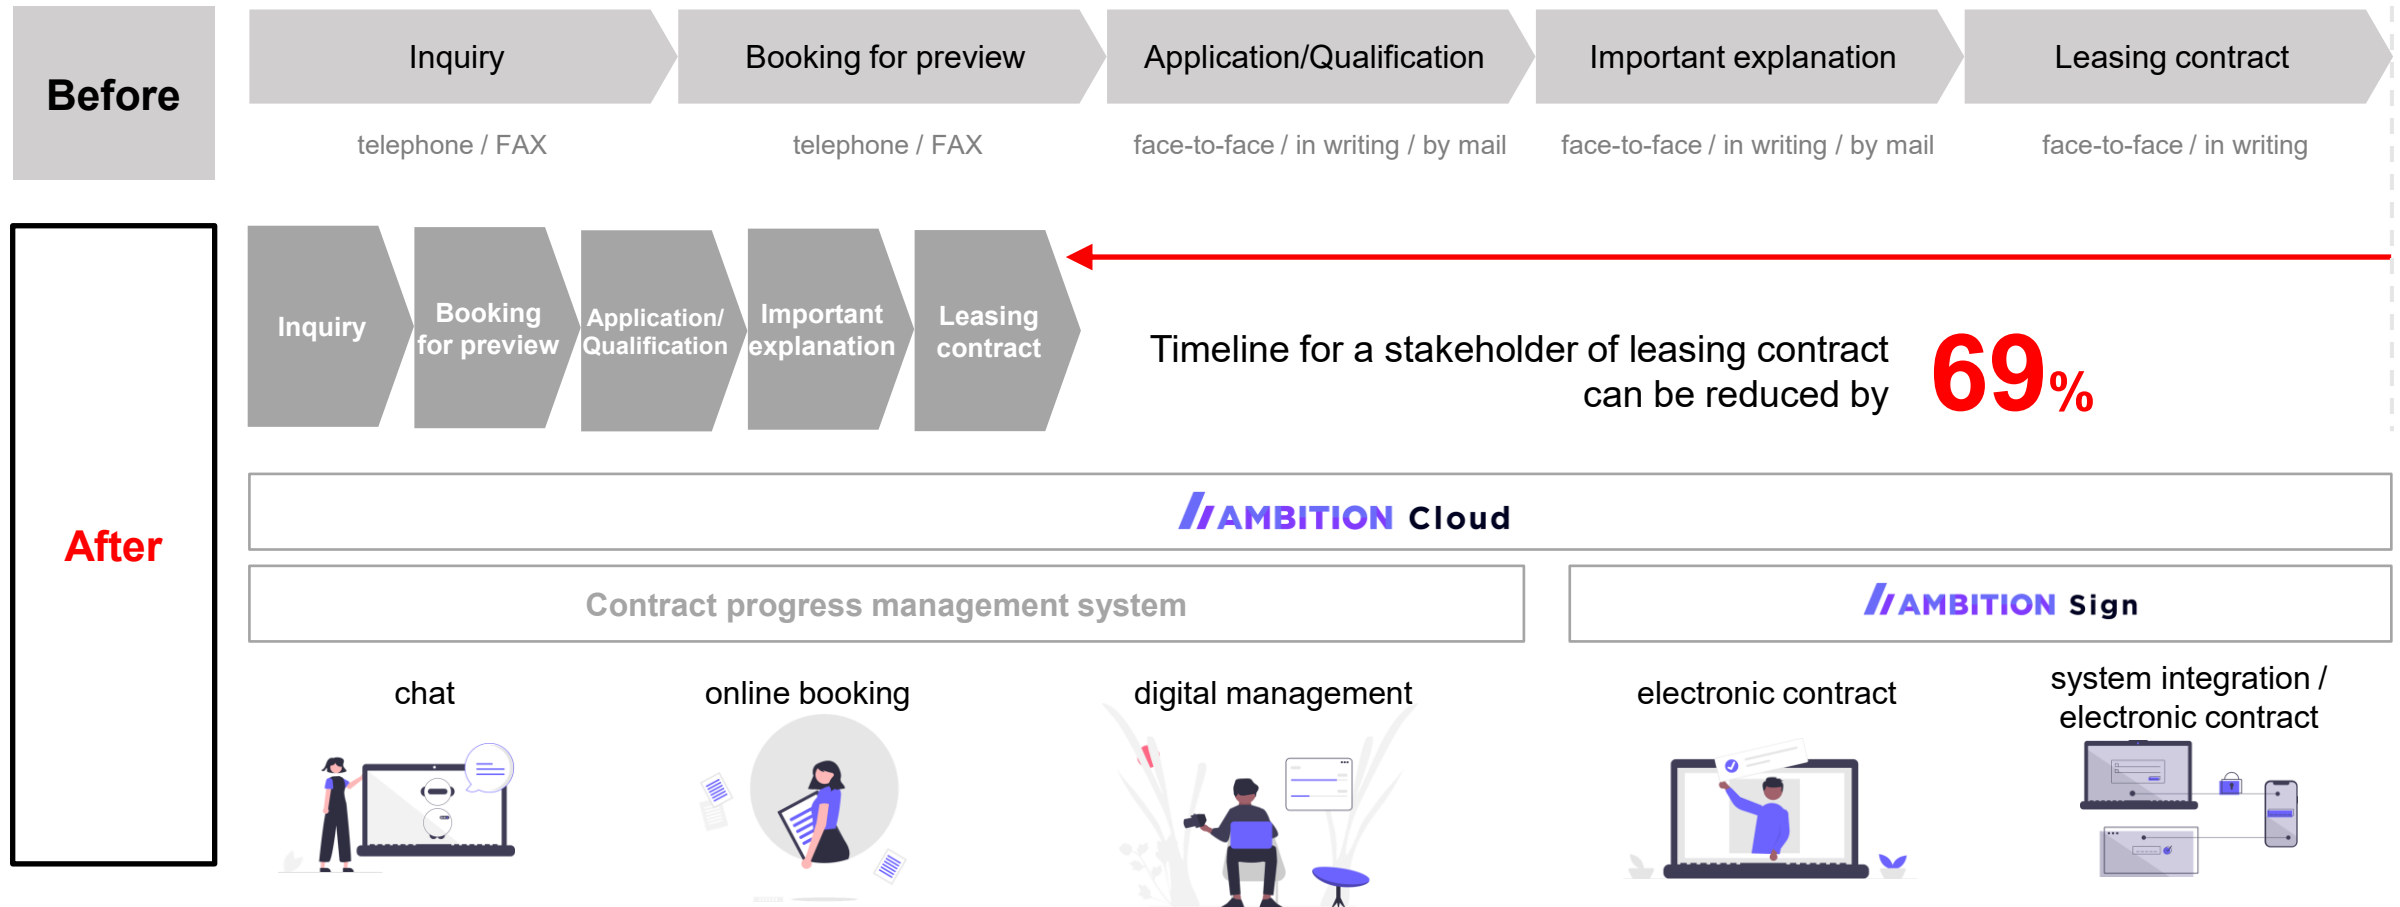 Before
Inquiry
Booking for preview
Application/Qualification
Important explanation
Leasing contract
telephone / FAX
telephone / FAX
face-to-face / in writing / by mail
face-to-face / in writing / by mail
face-to-face / in writing
After
Inquiry
Booking
for preview
Application/
Qualification
Important
explanation
Leasing
contract
Timeline for a stakeholder of leasing contract
can be reduced by
69%
AMBITION Cloud
Contract progress management system
AMBITION Sign
chat
online booking
digital management
electronic contract
system integration /
electronic contract